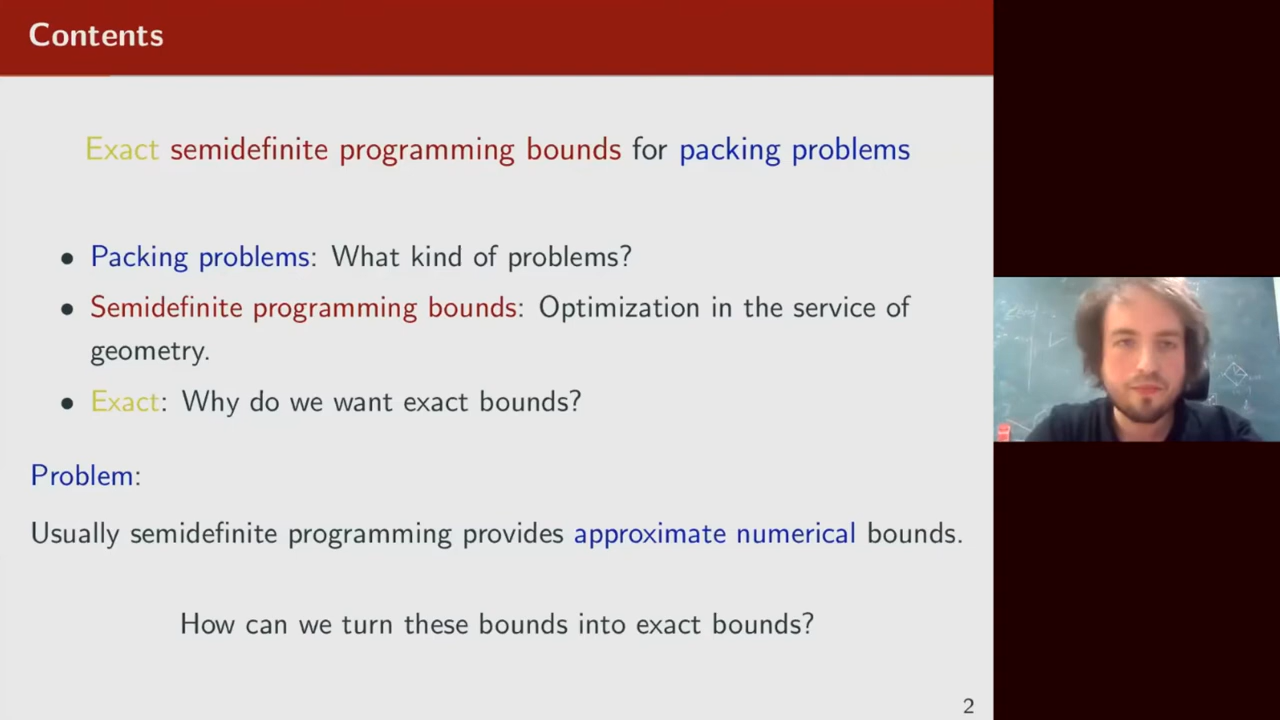 Contents
Exact semidefinite programming bounds for packing problems
• Packing problems: What kind of problems?
• Semidefinite programming bounds: Optimization in the service of
geometry.
• Exact: Why do we want exact bounds?
Problem:
Usually semidefinite programming provides approximate numerical bounds.
How can we turn these bounds into exact bounds?
2